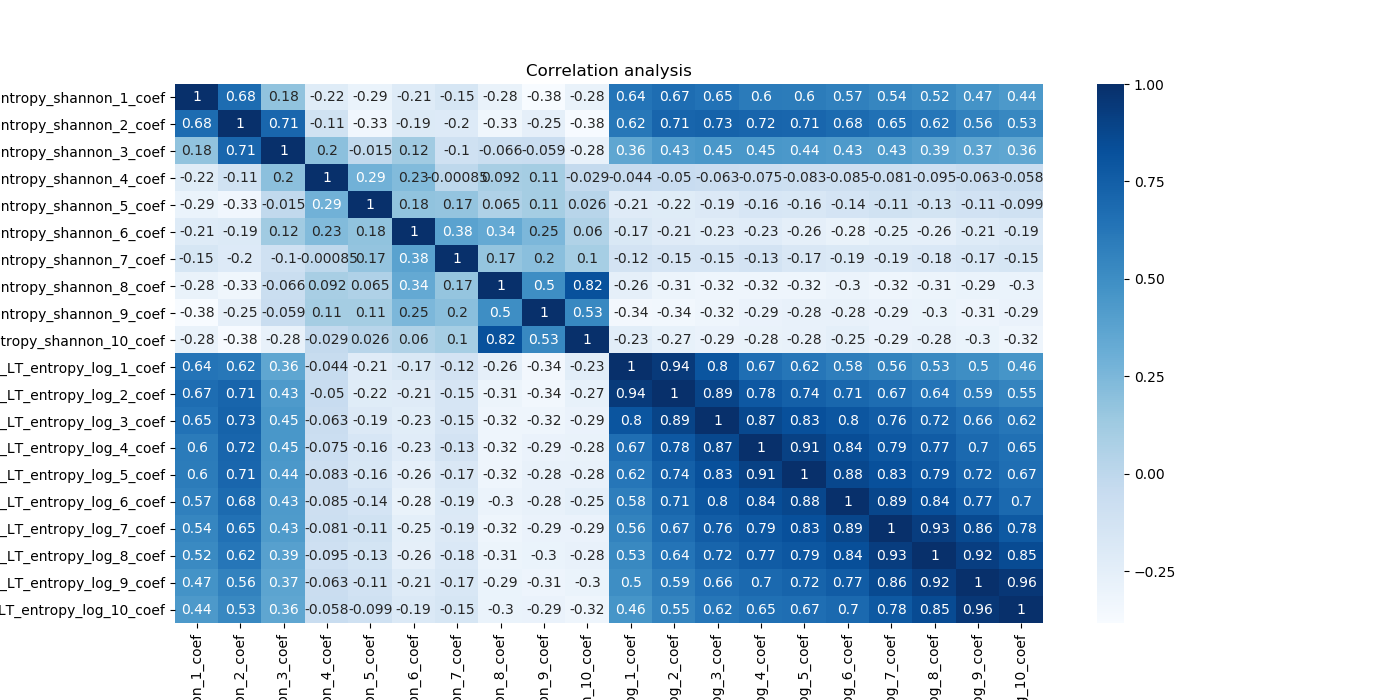 Correlation analysis
ntropy_shannon_1_coef 1 0.68 0.18 -0.22 -0.29 -0.21 -0.15 -0.28 -0.38 -0.28 0.64 0.67 0.65 0.6 0.6 0.57 0.54 0.52 0.47 0.44
ntropy_shannon_2_coef 0.68 1 0.71 -0.11 -0.33 -0.19 -0.2 -0.33 -0.25 -0.38 0.62 0.71 0.73 0.72 0.71 0.68 0.65 0.62 0.56 0.53
ntropy_shannon_3_coef 0.18 0.71 1 0.2 -0.015 0.12 -0.1 -0.066 -0.059 -0.28 0.36 0.43 0.45 0.45 0.44 0.43 0.43 0.39 0.37 0.36
ntropy_shannon_4_coef -0.22 -0.11 0.2 1 0.29 0.23 -0.00085 0.092 0.11 -0.029 -0.044 -0.05 -0.063 -0.075 -0.083 -0.085 -0.081 -0.095 -0.063 -0.058
ntropy_shannon_5_coef -0.29 -0.33 -0.015 0.29 1 0.18 0.17 0.065 0.11 0.026 -0.21 -0.22 -0.19 -0.16 -0.16 -0.14 -0.11 -0.13 -0.11 -0.099
ntropy_shannon_6_coef -0.21 -0.19 0.12 0.23 0.18 1 0.38 0.34 0.25 0.06 -0.17 -0.21 -0.23 -0.23 -0.26 -0.28 -0.25 -0.26 -0.21 -0.19
ntropy_shannon_7_coef -0.15 -0.2 -0.1 -0.00085 0.17 0.38 1 0.17 0.2 0.1 -0.12 -0.15 -0.15 -0.13 -0.17 -0.19 -0.19 -0.18 -0.17 -0.15
ntropy_shannon_8_coef -0.28 -0.33 -0.066 0.092 0.065 0.34 0.17 1 0.5 0.82 -0.26 -0.31 -0.32 -0.32 -0.32 -0.3 -0.32 -0.31 -0.29 -0.3
ntropy_shannon_9_coef -0.38 -0.25 -0.059 0.11 0.11 0.25 0.2 0.5 1 0.53 -0.34 -0.34 -0.32 -0.29 -0.28 -0.28 -0.29 -0.3 -0.31 -0.29
tropy_shannon_10_coef -0.28 -0.38 -0.28 -0.029 0.026 0.06 0.1 0.82 0.53 1 -0.23 -0.27 -0.29 -0.28 -0.28 -0.25 -0.29 -0.28 -0.3 -0.32
_LT_entropy_log_1_coef 0.64 0.62 0.36 -0.044 -0.21 -0.17 -0.12 -0.26 -0.34 -0.23 1 0.94 0.8 0.67 0.62 0.58 0.56 0.53 0.5 0.46
_LT_entropy_log_2_coef 0.67 0.71 0.43 -0.05 -0.22 -0.21 -0.15 -0.31 -0.34 -0.27 0.94 1 0.89 0.78 0.74 0.71 0.67 0.64 0.59 0.55
_LT_entropy_log_3_coef 0.65 0.73 0.45 -0.063 -0.19 -0.23 -0.15 -0.32 -0.32 -0.29 0.8 0.89 1 0.87 0.83 0.8 0.76 0.72 0.66 0.62
_LT_entropy_log_4_coef 0.6 0.72 0.45 -0.075 -0.16 -0.23 -0.13 -0.32 -0.29 -0.28 0.67 0.78 0.87 1 0.91 0.84 0.79 0.77 0.7 0.65
_LT_entropy_log_5_coef 0.6 0.71 0.44 -0.083 -0.16 -0.26 -0.17 -0.32 -0.28 -0.28 0.62 0.74 0.83 0.91 1 0.88 0.83 0.79 0.72 0.67
_LT_entropy_log_6_coef 0.57 0.68 0.43 -0.085 -0.14 -0.28 -0.19 -0.3 -0.28 -0.25 0.58 0.71 0.8 0.84 0.88 1 0.89 0.84 0.77 0.7
_LT_entropy_log_7_coef 0.54 0.65 0.43 -0.081 -0.11 -0.25 -0.19 -0.32 -0.29 -0.29 0.56 0.67 0.76 0.79 0.83 0.89 1 0.93 0.86 0.78
_LT_entropy_log_8_coef 0.52 0.62 0.39 -0.095 -0.13 -0.26 -0.18 -0.31 -0.3 -0.28 0.53 0.64 0.72 0.77 0.79 0.84 0.93 1 0.92 0.85
_LT_entropy_log_9_coef 0.47 0.56 0.37 -0.063 -0.11 -0.21 -0.17 -0.29 -0.31 -0.3 0.5 0.59 0.66 0.7 0.72 0.77 0.86 0.92 1 0.96
LT_entropy_log_10_coef 0.44 0.53 0.36 -0.058 -0.099 -0.19 -0.15 -0.3 -0.29 -0.32 0.46 0.55 0.62 0.65 0.67 0.7 0.78 0.85 0.96 1
on_1_coef
on_2_coef
on_3_coef
on_4_coef
on_5_coef
on_6_coef
on_7_coef
on_8_coef
on_9_coef
n_10_coef
og_1_coef
og_2_coef
og_3_coef
og_4_coef
og_5_coef
og_6_coef
og_7_coef
og_8_coef
og_9_coef
g_10_coef
1.00
0.75
0.50
0.25
0.00
−0.25